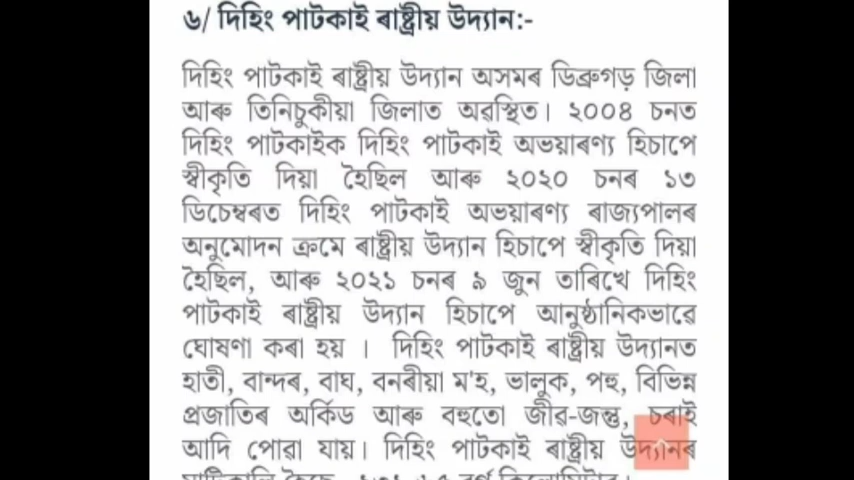 ৬/ দিহিং পাটকাই ৰাষ্ট্ৰীয় উদ্যান:-
দিহিং পাটকাই ৰাষ্ট্ৰীয় উদ্যান অসমৰ ডিব্ৰুগড় জিলা
আৰু তিনিচুকীয়া জিলাত অৱস্থিত। ২০০৪ চনত
দিহিং পাটকাইক দিহিং পাটকাই অভয়াৰণ্য হিচাপে
স্বীকৃতি দিয়া হৈছিল আৰু ২০২০ চনৰ ১৩
ডিচেম্বৰত দিহিং পাটকাই অভয়াৰণ্য ৰাজ্যপালৰ
অনুমোদন ক্ৰমে ৰাষ্ট্ৰীয় উদ্যান হিচাপে স্বীকৃতি দিয়া
হৈছিল, আৰু ২০২১ চনৰ ৯ জুন তাৰিখে দিহিং
পাটকাই ৰাষ্ট্ৰীয় উদ্যান হিচাপে আনুষ্ঠানিকভাৱে
ঘোষণা কৰা হয় । দিহিং পাটকাই ৰাষ্ট্ৰীয় উদ্যানত
হাতী, বান্দৰ, বাঘ, বনৰীয়া ম'হ, ভালুক, পহু, বিভিন্ন
প্ৰজাতিৰ অৰ্কিড আৰু বহুতো জীৱ-জন্তু, চৰাই
আদি পোৱা যায়। দিহিং পাটকাই ৰাষ্ট্ৰীয় উদ্যানৰ